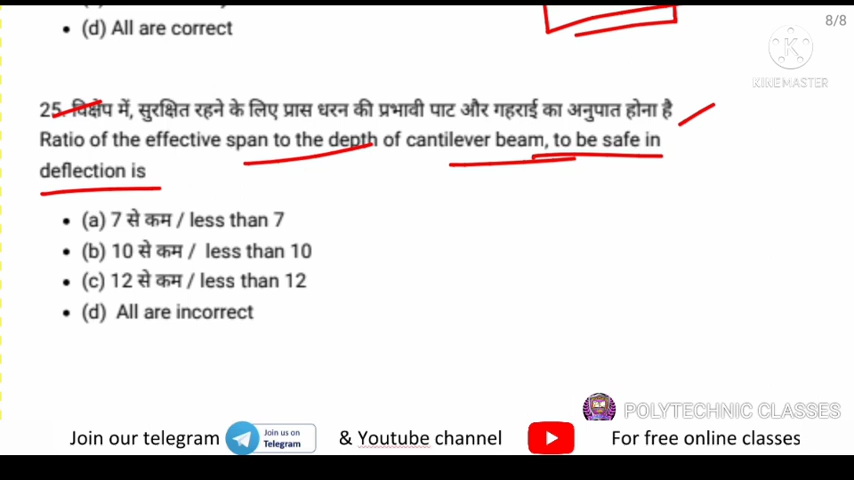 8/8
• (d) All are correct
KINEMASTER
25. विक्षेप में, सुरक्षित रहने के लिए प्रास धरन की प्रभावी पाट और गहराई का अनुपात होना है
Ratio of the effective span to the depth of cantilever beam, to be safe in
deflection is
• (a) 7 से कम / less than 7
• (b) 10 से कम / less than 10
• (c) 12 से कम / less than 12
• (d) All are incorrect
POLYTECHNIC CLASSES
Join our telegram Join us on Telegram & Youtube channel For free online classes